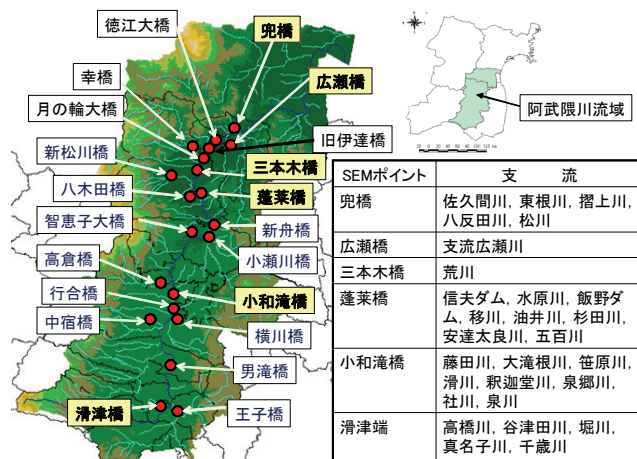 徳江大橋
兜橋
幸橋
広瀬橋
月の輪大橋
旧伊達橋
新松川橋
三本木橋
八木田橋
蓬莱橋
智恵子大橋
新舟橋
小瀬川橋
高倉橋
行合橋
小和滝橋
中宿橋
横川橋
男滝橋
滑津橋
王子橋
阿武隈川流域
20 0 20 40 60 80 100 120 km
SEMポイント 支 流
兜橋 佐久間川, 東根川, 摺上川,
八反田川, 松川
広瀬橋 支流広瀬川
三本木橋 荒川
蓬莱橋 信夫ダム, 水原川, 飯野ダ
ム, 移川, 油井川, 杉田川,
安達太良川, 五百川
小和滝橋 藤田川, 大滝根川, 笹原川,
滑川, 釈迦堂川, 泉郷川,
社川, 泉川
滑津端 高橋川, 谷津田川, 堀川,
真名子川, 千歳川